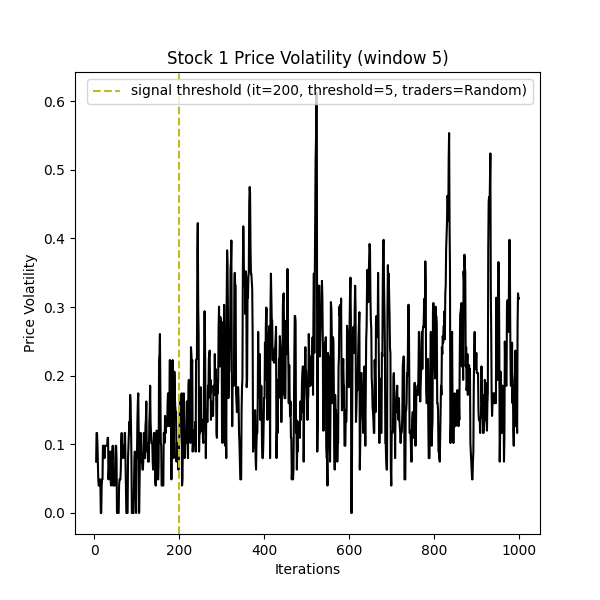 Stock 1 Price Volatility (window 5)
signal threshold (it=200, threshold=5, traders=Random)
0.6
0.5
0.4
0.3
0.2
0.1
0.0
Price Volatility
0 200 400 600 800 1000
Iterations